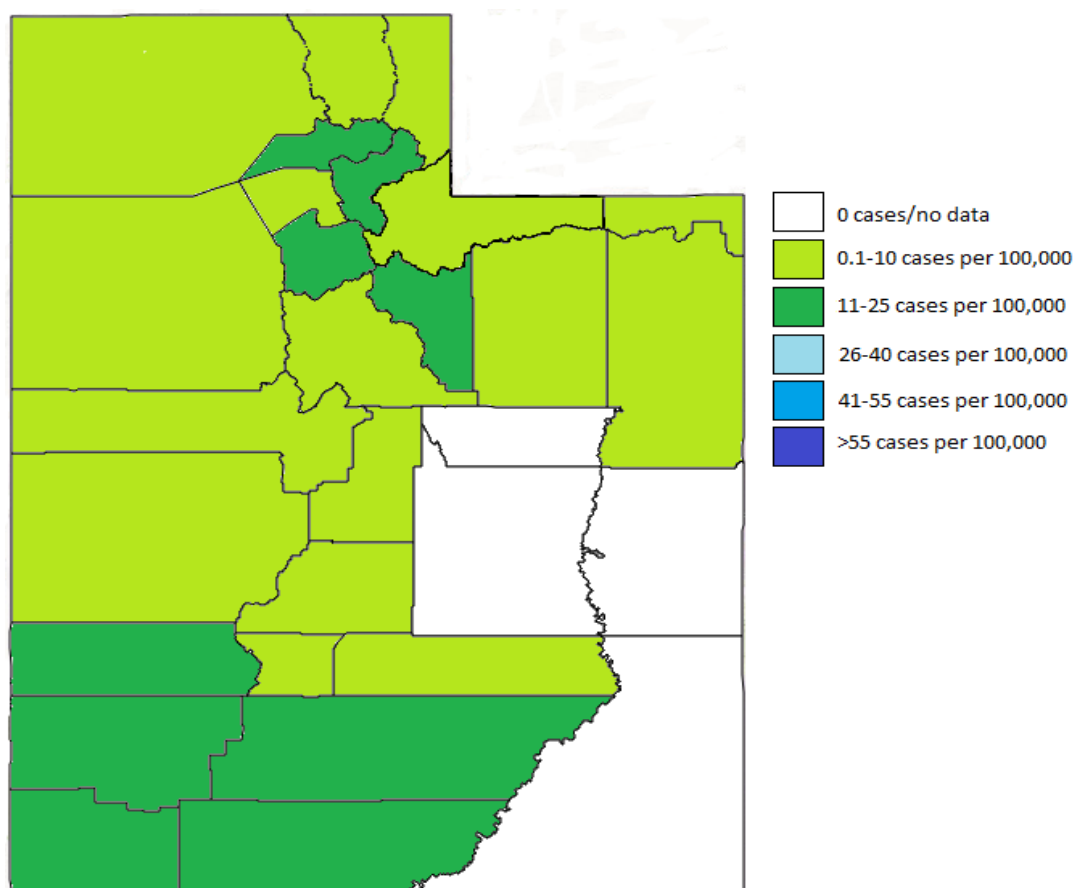 0 cases/no data
0.1-10 cases per 100,000
11-25 cases per 100,000
26-40 cases per 100,000
41-55 cases per 100,000
>55 cases per 100,000